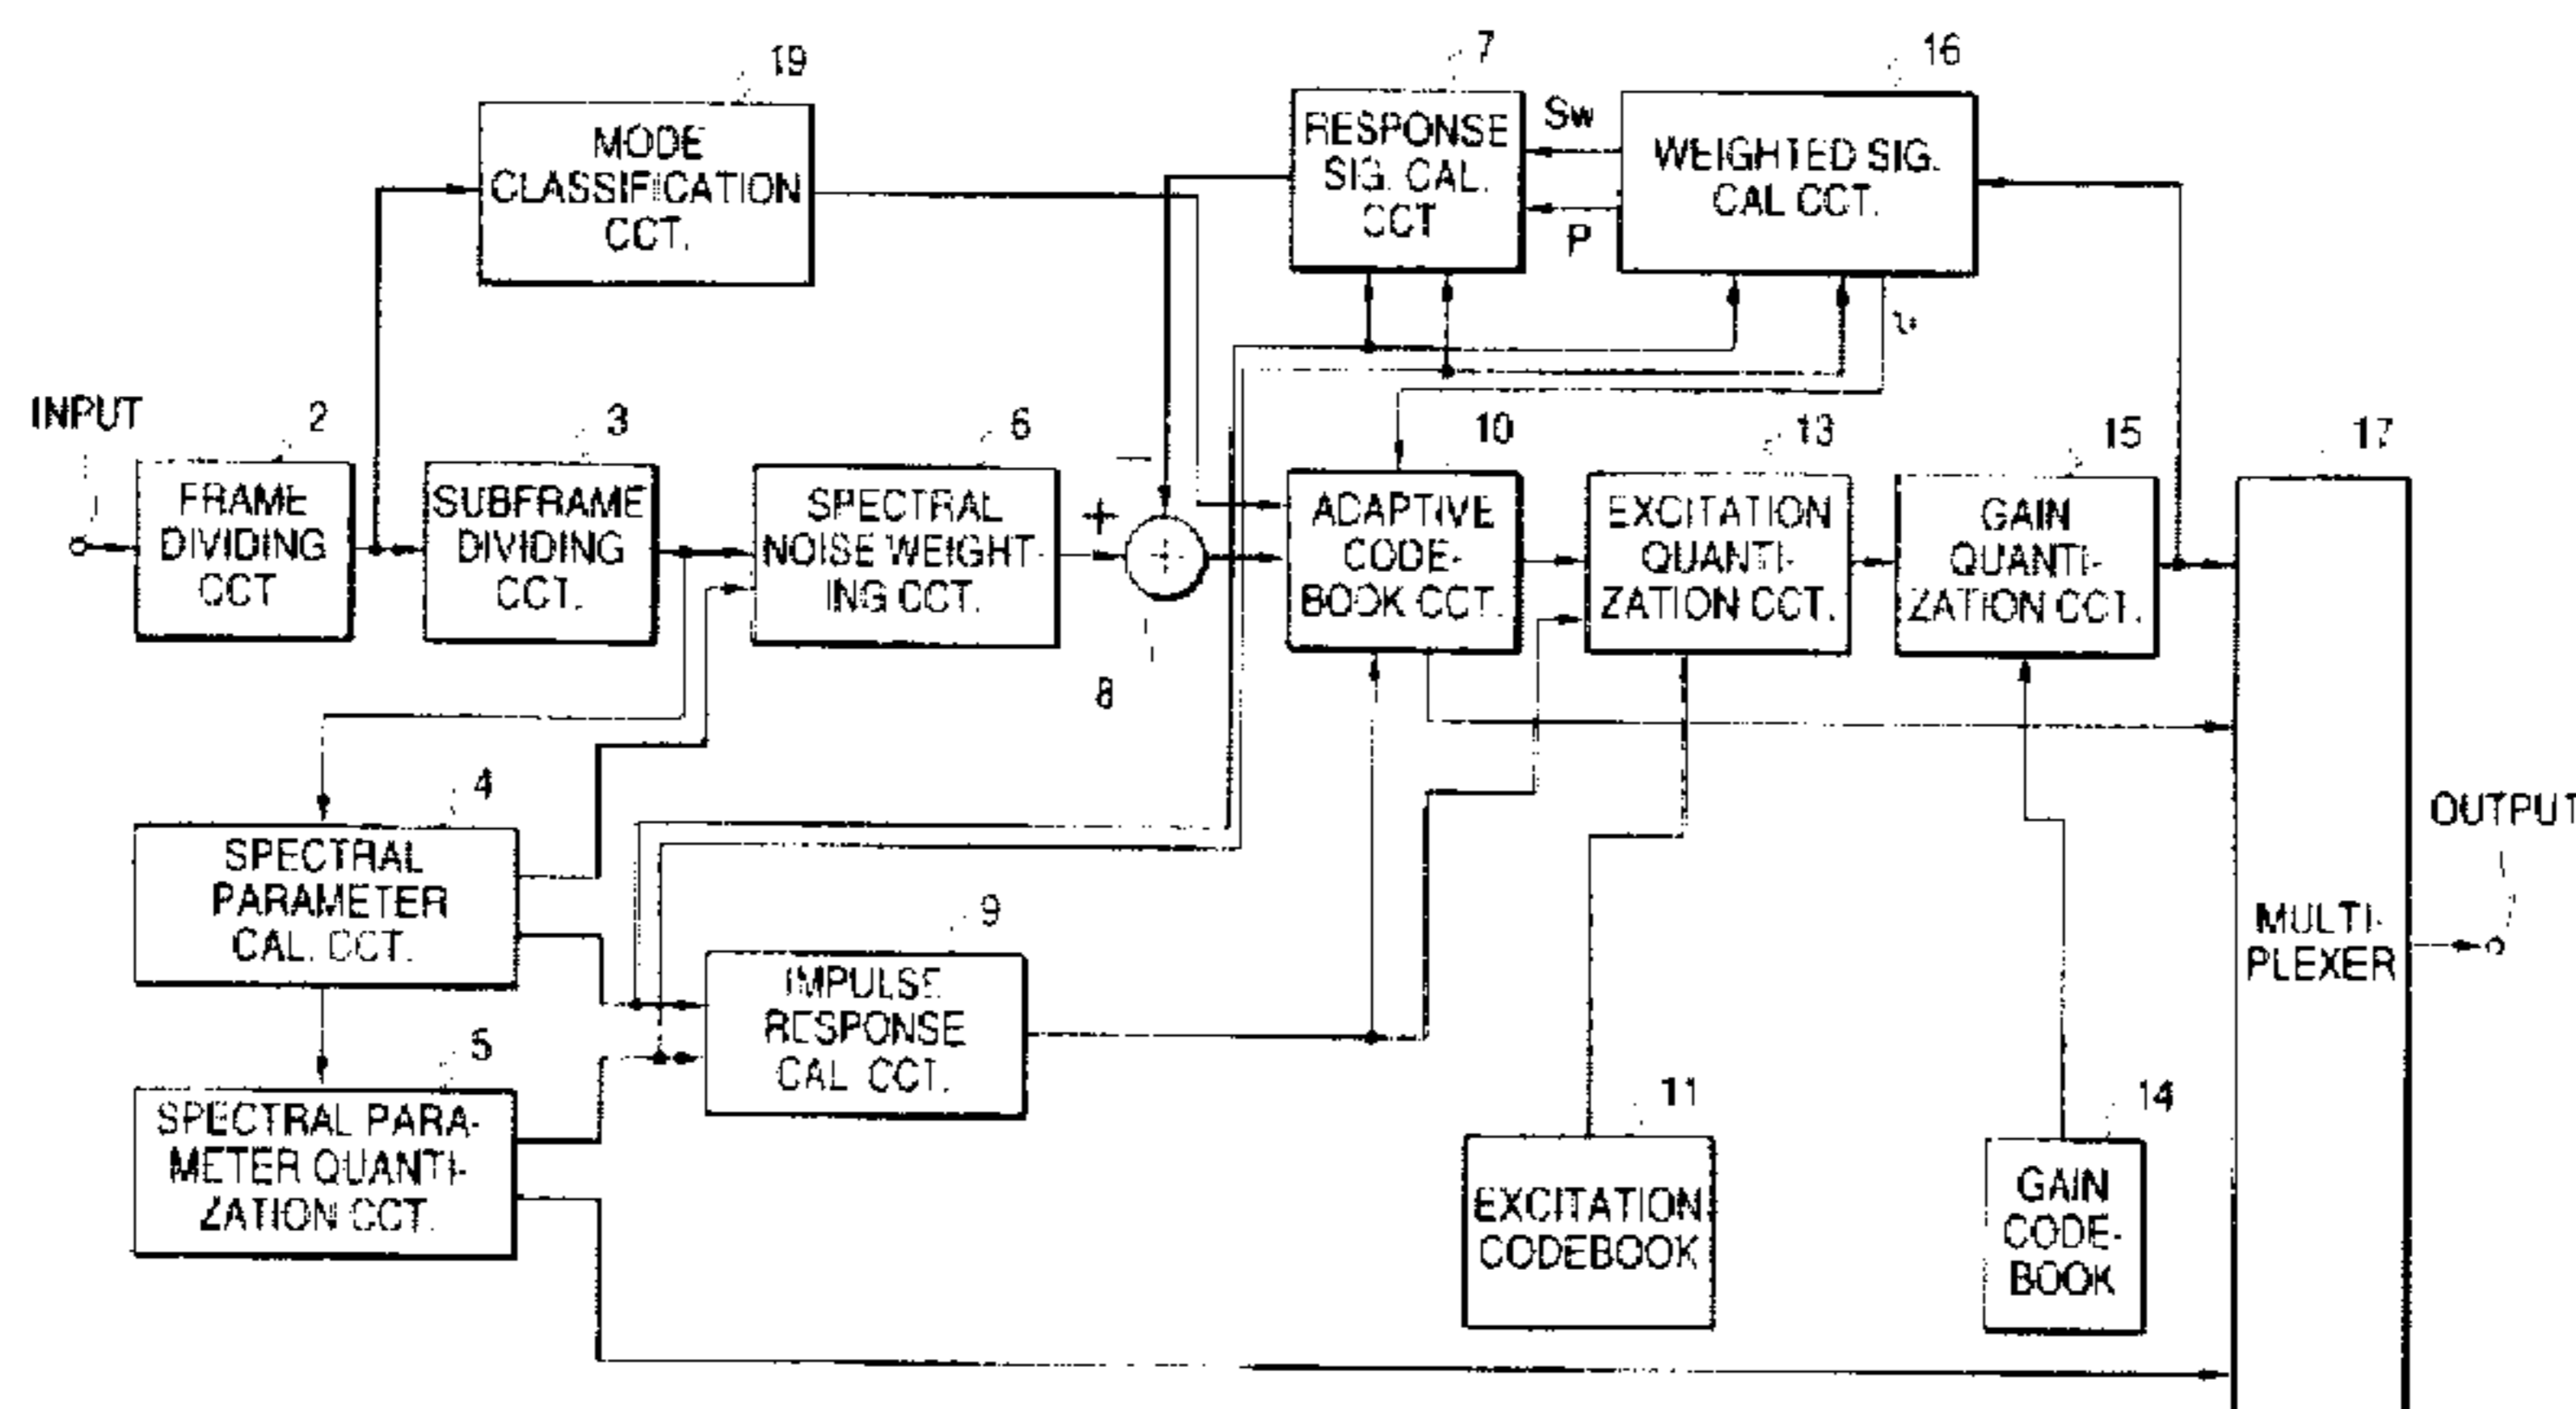 19
MODE
CLASSIFICATION
CCT.
7
RESPONSE
SIG. CAL.
CCT
Sw
P
16
WEIGHTED SIG.
CAL CCT.
INPUT
2
FRAME
DIVIDING
CCT
3
SUBFRAME
DIVIDING
CCT.
6
SPECTRAL
NOISE WEIGHT-
ING CCT.
+
−
+
8
10
ADAPTIVE
CODE-
BOOK CCT.
13
EXCITATION
QUANTI-
ZATION CCT.
15
GAIN
QUANTI-
ZATION CCT.
17
MULTI-
PLEXER
OUTPUT
4
SPECTRAL
PARAMETER
CAL. CCT.
9
IMPULSE
RESPONSE
CAL CCT.
5
SPECTRAL PARA-
METER QUANTI-
ZATION CCT.
11
EXCITATION
CODEBOOK
14
GAIN
CODE-
BOOK